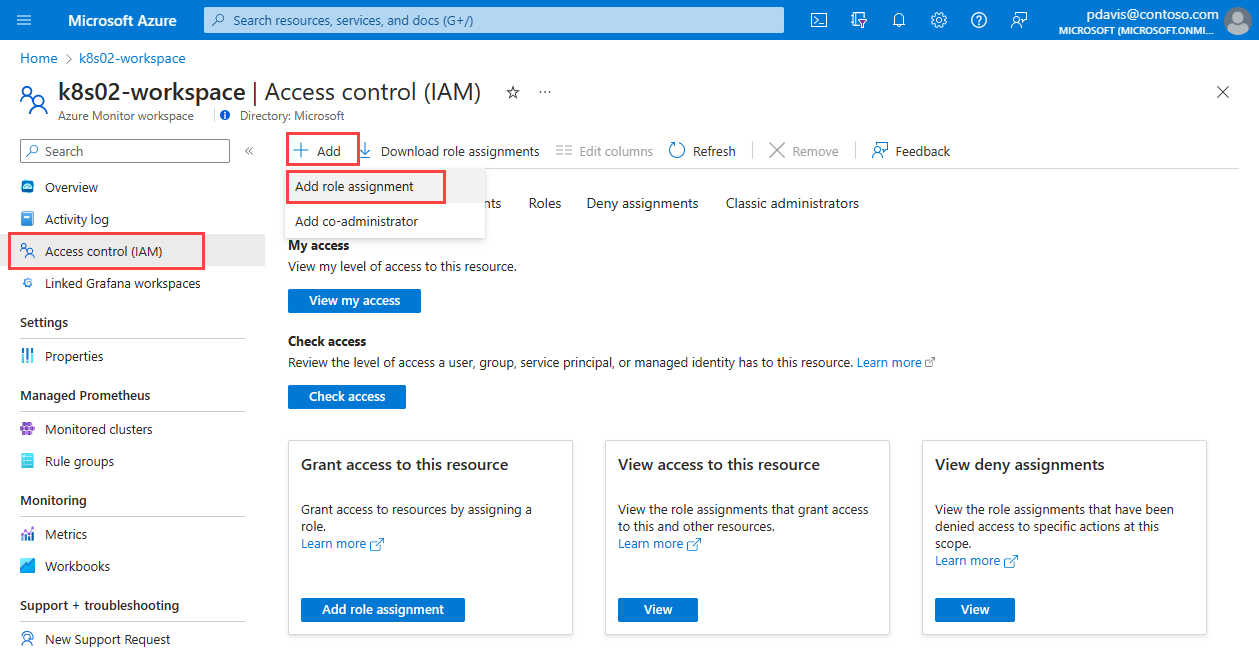 Microsoft Azure
Search resources, services, and docs (G+/)
pdavis@contoso.com
MICROSOFT (MICROSOFT.ONMI...
Home > k8s02-workspace
k8s02-workspace | Access control (IAM)
Azure Monitor workspace
Directory: Microsoft
Search
Overview
Activity log
Access control (IAM)
Linked Grafana workspaces
Settings
Properties
Managed Prometheus
Monitored clusters
Rule groups
Monitoring
Metrics
Workbooks
Support + troubleshooting
New Support Request
Add
Download role assignments
Edit columns
Refresh
Remove
Feedback
Add role assignment
Add co-administrator
nts
Roles
Deny assignments
Classic administrators
My access
View my level of access to this resource.
View my access
Check access
Review the level of access a user, group, service principal, or managed identity has to this resource. Learn more
Check access
Grant access to this resource
Grant access to resources by assigning a
role.
Learn more
Add role assignment
View access to this resource
View the role assignments that grant access
to this and other resources.
Learn more
View
View deny assignments
View the role assignments that have been
denied access to specific actions at this
scope.
Learn more
View